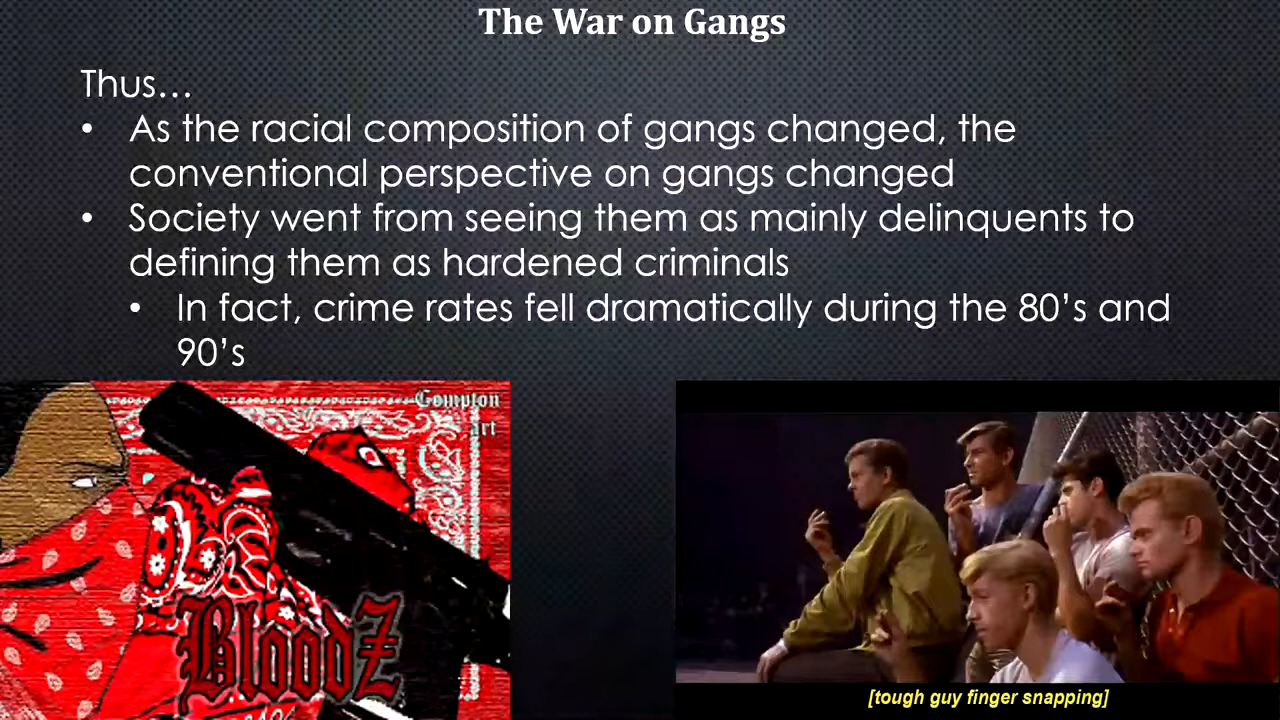 The War on Gangs
Thus…
• As the racial composition of gangs changed, the
conventional perspective on gangs changed
• Society went from seeing them as mainly delinquents to
defining them as hardened criminals
• In fact, crime rates fell dramatically during the 80’s and
90’s
Compton
BloodZ
[tough guy finger snapping]